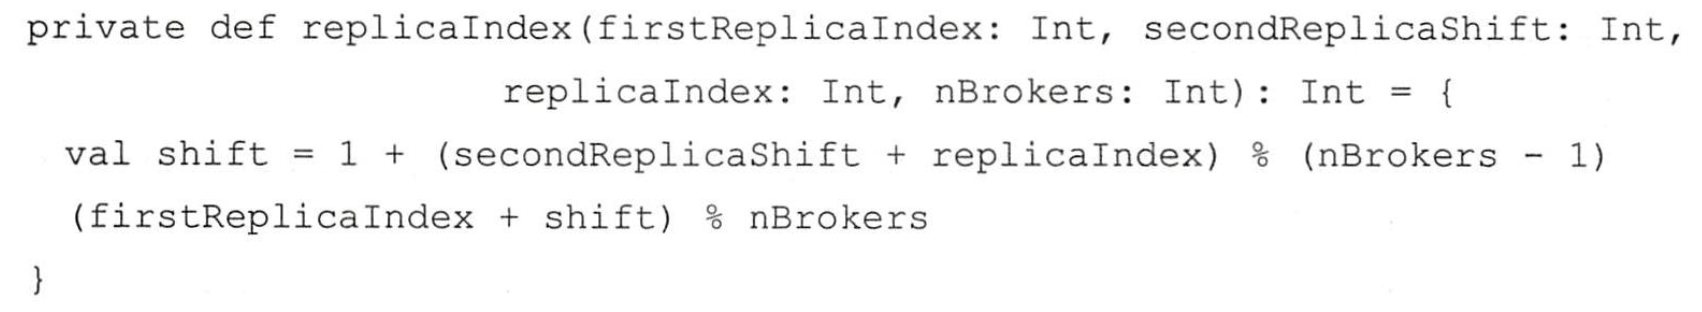 private def replicaIndex(firstReplicaIndex: Int, secondReplicaShift: Int,
replicaIndex: Int, nBrokers: Int): Int = {
val shift = 1 + (secondReplicaShift + replicaIndex) % (nBrokers - 1)
(firstReplicaIndex + shift) % nBrokers
}